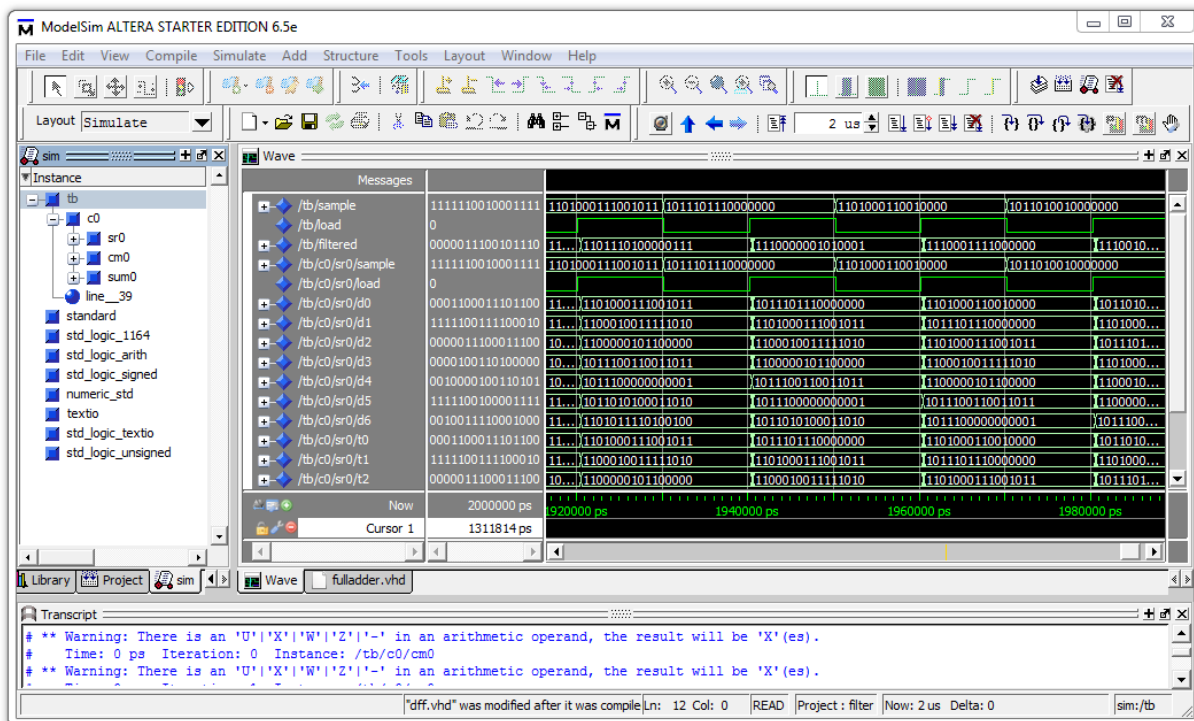 ModelSim ALTERA STARTER EDITION 6.5e
File Edit View Compile Simulate Add Structure Tools Layout Window Help
Layout Simulate 2 us
sim
Wave
Instance
Messages
tb
c0
sr0
cm0
sum0
line__39
standard
std_logic_1164
std_logic_arith
std_logic_signed
numeric_std
textio
std_logic_textio
std_logic_unsigned
/tb/sample 1111110010001111 1101000111001011 1011101110000000 1101000110010000 1011010010000000
/tb/load 0
/tb/filtered 0000011100101110 11... 1101110100000111 1110000001010001 1110001111000000 1110010...
/tb/c0/sr0/sample 1111110010001111 1101000111001011 1011101110000000 1101000110010000 1011010010000000
/tb/c0/sr0/load 0
/tb/c0/sr0/d0 0001100011101100 11... 1101000111001011 1011101110000000 1101000110010000 1011010...
/tb/c0/sr0/d1 1111100111100010 11... 1100010011111010 1101000111001011 1011101110000000 1101000...
/tb/c0/sr0/d2 0000011100011100 10... 1100000101100000 1100010011111010 1101000111001011 1011101...
/tb/c0/sr0/d3 0000100110100000 10... 1011100110011011 1100000101100000 1100010011111010 1101000...
/tb/c0/sr0/d4 0010000100110101 10... 1011100000000001 1011100110011011 1100000101100000 1100010...
/tb/c0/sr0/d5 1111100100001111 11... 1011010100011010 1011100000000001 1011100110011011 1100000...
/tb/c0/sr0/d6 0010011110001000 11... 1101011110100100 1011010100011010 1011100000000001 1011100...
/tb/c0/sr0/t0 0001100011101100 11... 1101000111001011 1011101110000000 1101000110010000 1011010...
/tb/c0/sr0/t1 1111100111100010 11... 1100010011111010 1101000111001011 1011101110000000 1101000...
/tb/c0/sr0/t2 0000011100011100 10... 1100000101100000 1100010011111010 1101000111001011 1011101...
Now 2000000 ps 1920000 ps 1940000 ps 1960000 ps 1980000 ps
Cursor 1 1311814 ps
Library Project sim Wave fulladder.vhd
Transcript
# ** Warning: There is an 'U'|'X'|'W'|'Z'|'-' in an arithmetic operand, the result will be 'X'(es).
# Time: 0 ps Iteration: 0 Instance: /tb/c0/cm0
# ** Warning: There is an 'U'|'X'|'W'|'Z'|'-' in an arithmetic operand, the result will be 'X'(es).
"dff.vhd" was modified after it was compile Ln: 12 Col: 0 READ Project : filter Now: 2 us Delta: 0 sim:/tb